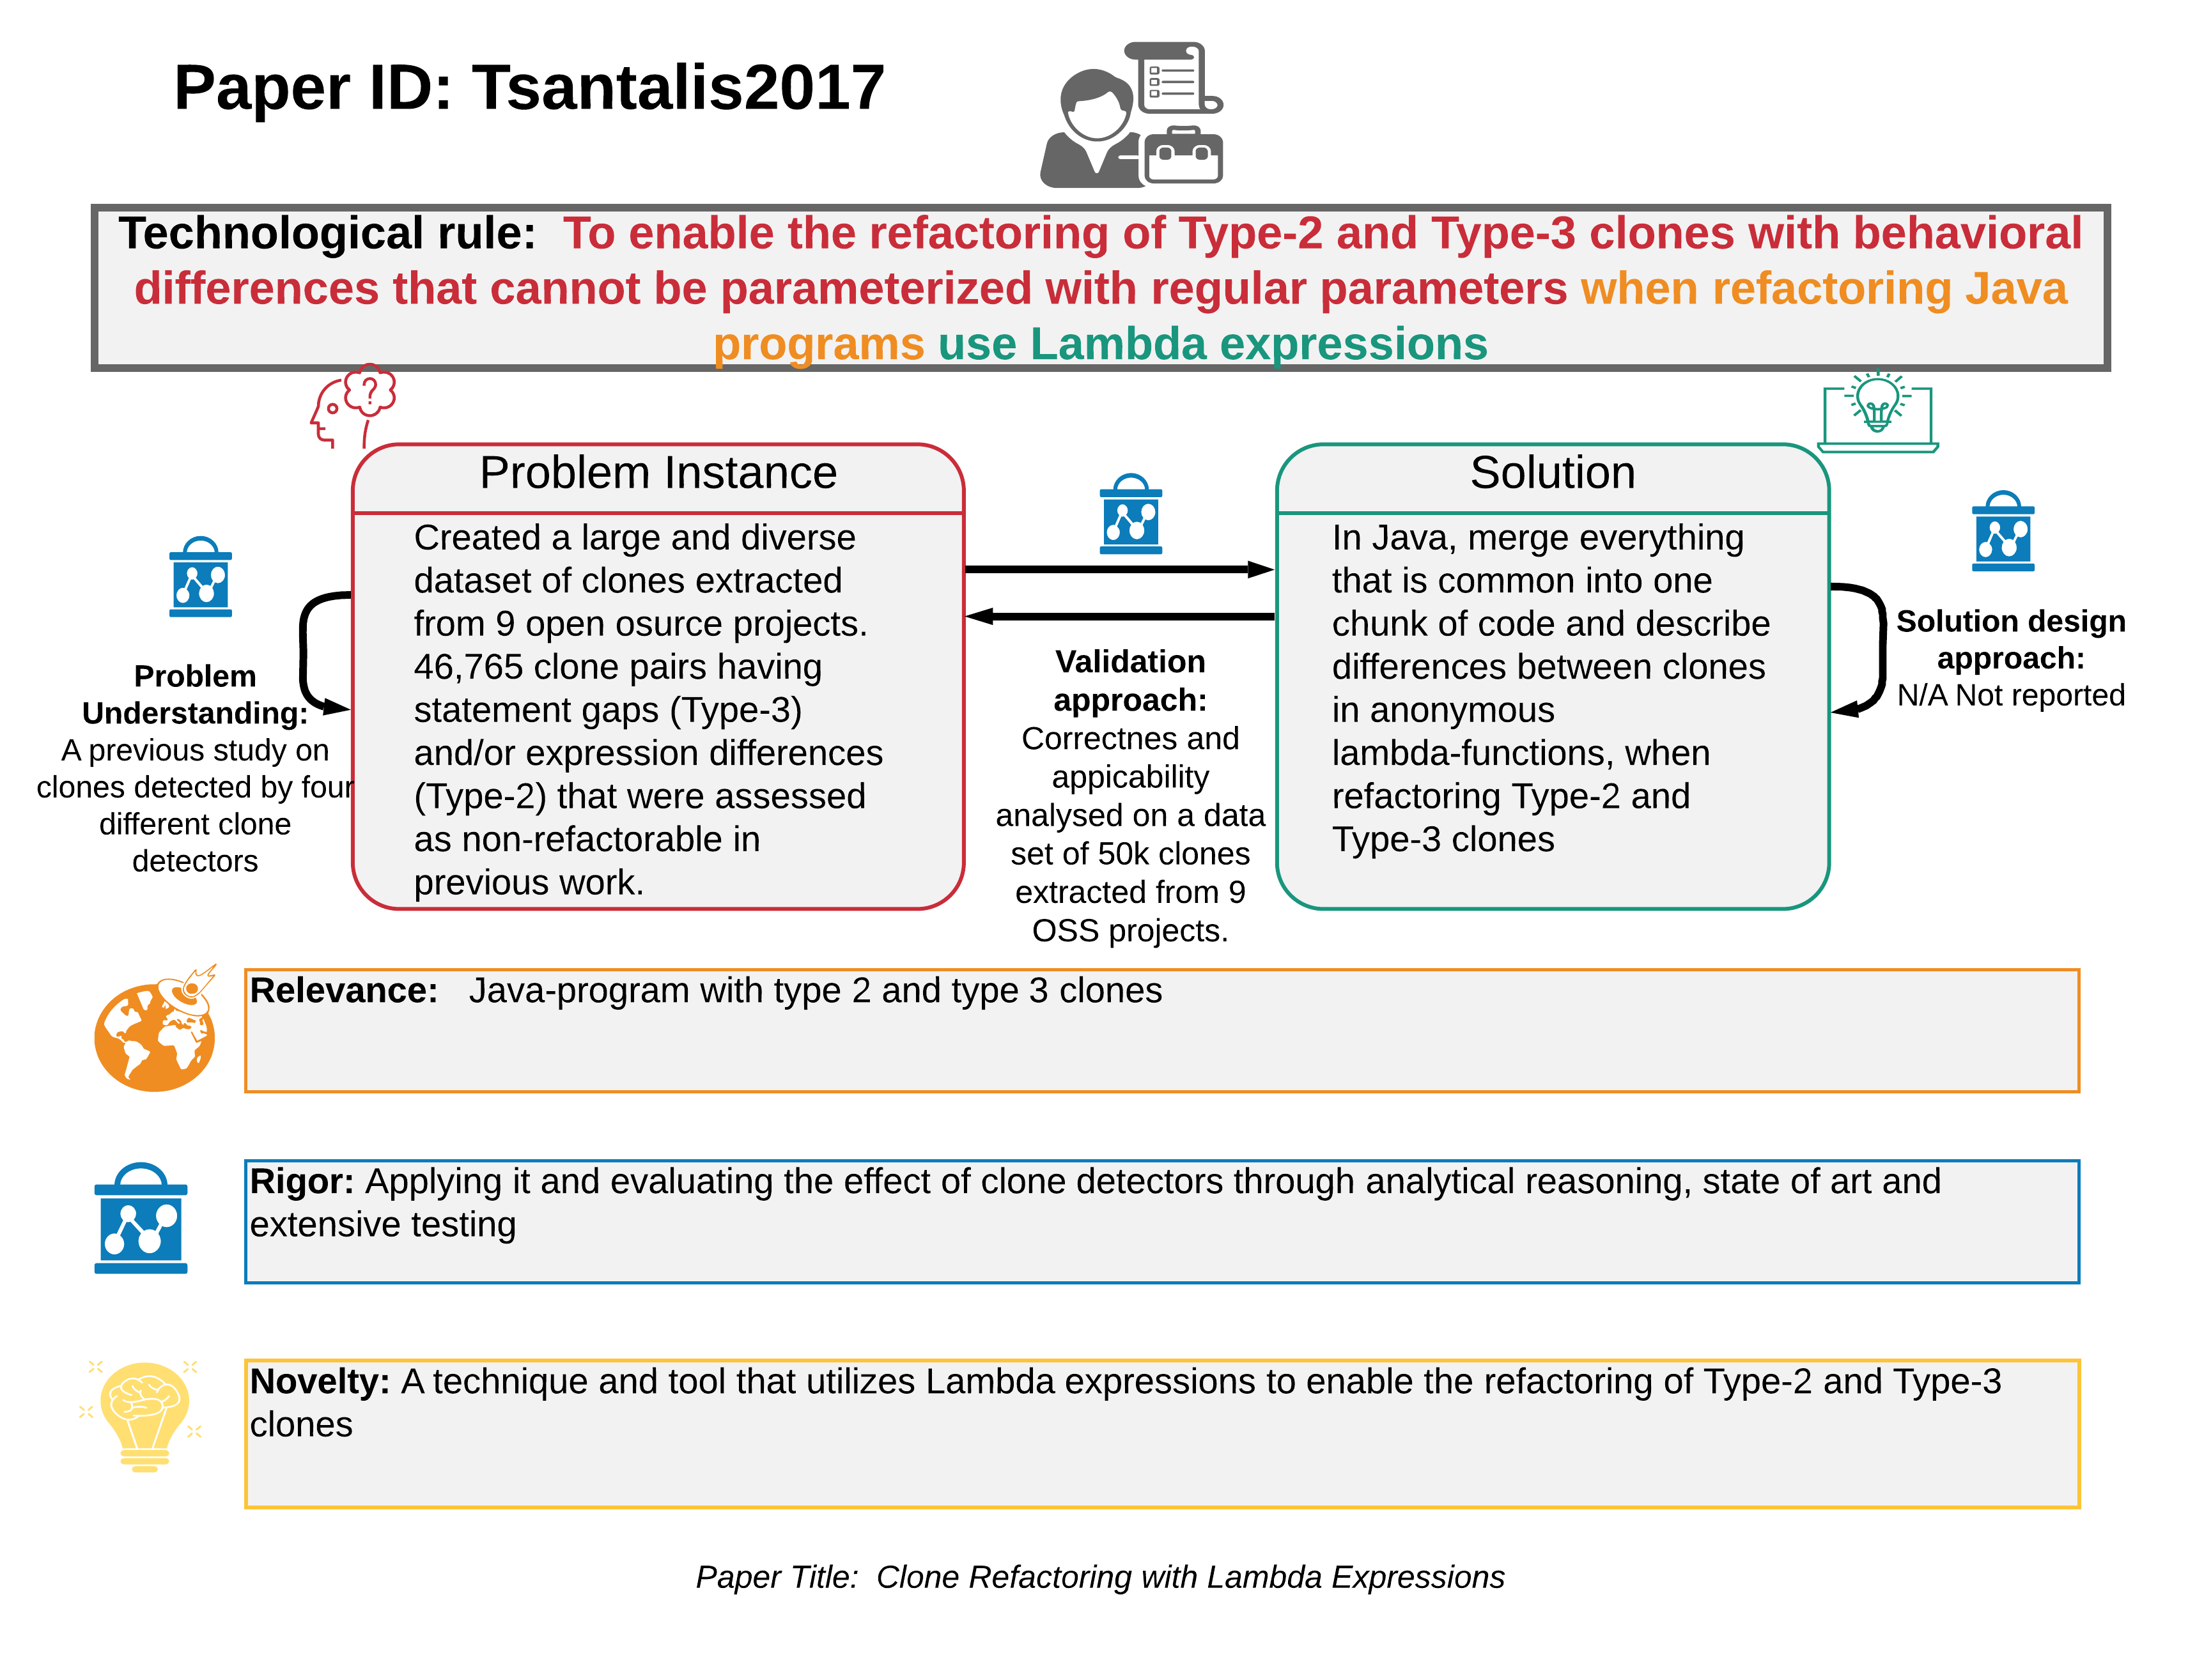 Paper ID: Tsantalis2017
Technological rule: To enable the refactoring of Type-2 and Type-3 clones with behavioral
differences that cannot be parameterized with regular parameters when refactoring Java
programs use Lambda expressions
?
Problem Instance
Created a large and diverse
dataset of clones extracted
from 9 open osurce projects.
46,765 clone pairs having
statement gaps (Type-3)
and/or expression differences
(Type-2) that were assessed
as non-refactorable in
previous work.
Problem
Understanding:
A previous study on
clones detected by four
different clone
detectors
Validation
approach:
Correctnes and
appicability
analysed on a data
set of 50k clones
extracted from 9
OSS projects.
Solution
In Java, merge everything
that is common into one
chunk of code and describe
differences between clones
in anonymous
lambda-functions, when
refactoring Type-2 and
Type-3 clones
Solution design
approach:
N/A Not reported
Relevance: Java-program with type 2 and type 3 clones
Rigor: Applying it and evaluating the effect of clone detectors through analytical reasoning, state of art and
extensive testing
Novelty: A technique and tool that utilizes Lambda expressions to enable the refactoring of Type-2 and Type-3
clones
Paper Title: Clone Refactoring with Lambda Expressions